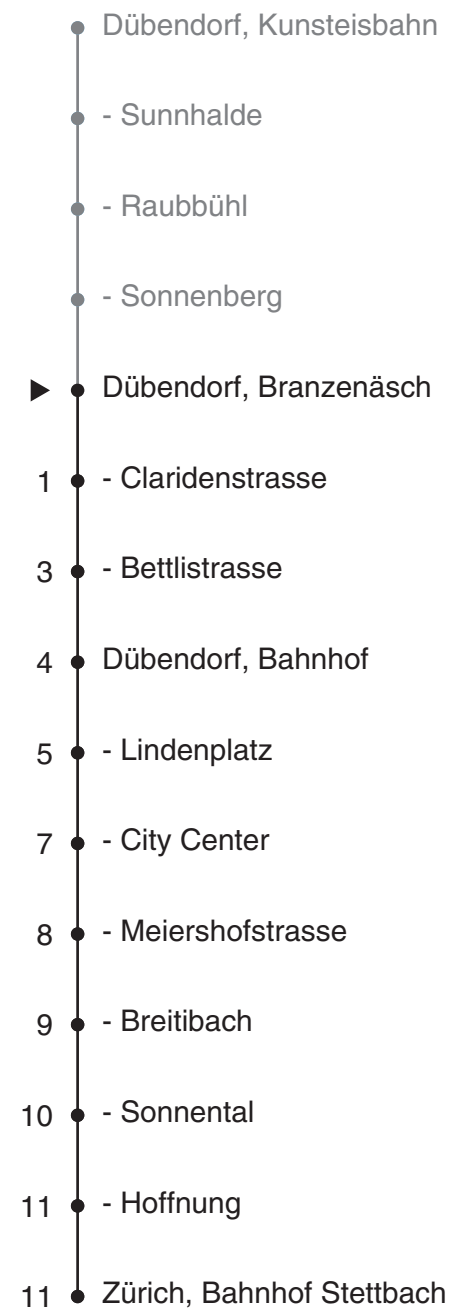 Dübendorf, Kunsteisbahn
- Sunnhalde
- Raubbühl
- Sonnenberg
Dübendorf, Branzenäsch
1 - Claridenstrasse
3 - Bettlistrasse
4 Dübendorf, Bahnhof
5 - Lindenplatz
7 - City Center
8 - Meiershofstrasse
9 - Breitibach
10 - Sonnental
11 - Hoffnung
11 Zürich, Bahnhof Stettbach